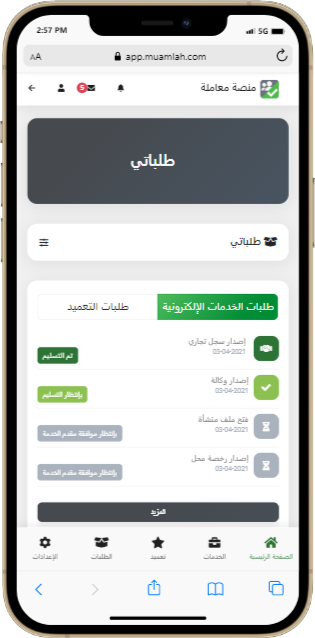 2:57 PM
5G
AA app.muamlah.com
منصة معاملة
5
طلباتي
طلباتي
طلبات الخدمات الإلكترونية
طلبات التعميد
إصدار سجل تجاري
03-04-2021
تم التسليم
إصدار وكالة
03-04-2021
بإنتظار التسليم
فتح ملف منشأة
03-04-2021
بإنتظار موافقة مقدم الخدمة
إصدار رخصة محل
03-04-2021
بإنتظار موافقة مقدم الخدمة
المزيد
الصفحة الرئيسية
الخدمات
تعميد
الطلبات
الإعدادات